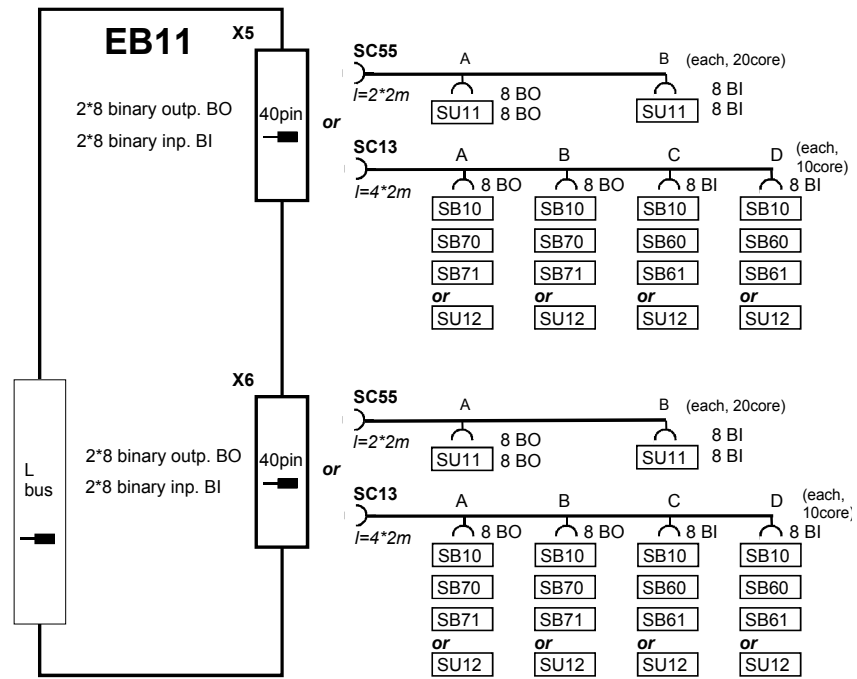 EB11
X5
SC55
A
B
(each, 20core)
2*8 binary outp. BO
2*8 binary inp. BI
40pin
or
l=2*2m
SU11
8 BO
8 BO
SU11
8 BI
8 BI
SC13
A
B
C
D
(each,
10core)
l=4*2m
8 BO
8 BO
8 BI
8 BI
SB10
SB10
SB10
SB10
SB70
SB70
SB60
SB60
SB71
SB71
SB61
SB61
or
or
or
or
SU12
SU12
SU12
SU12
X6
SC55
A
B
(each, 20core)
L
bus
2*8 binary outp. BO
2*8 binary inp. BI
40pin
or
l=2*2m
SU11
8 BO
8 BO
SU11
8 BI
8 BI
SC13
A
B
C
D
(each,
10core)
l=4*2m
8 BO
8 BO
8 BI
8 BI
SB10
SB10
SB10
SB10
SB70
SB70
SB60
SB60
SB71
SB71
SB61
SB61
or
or
or
or
SU12
SU12
SU12
SU12